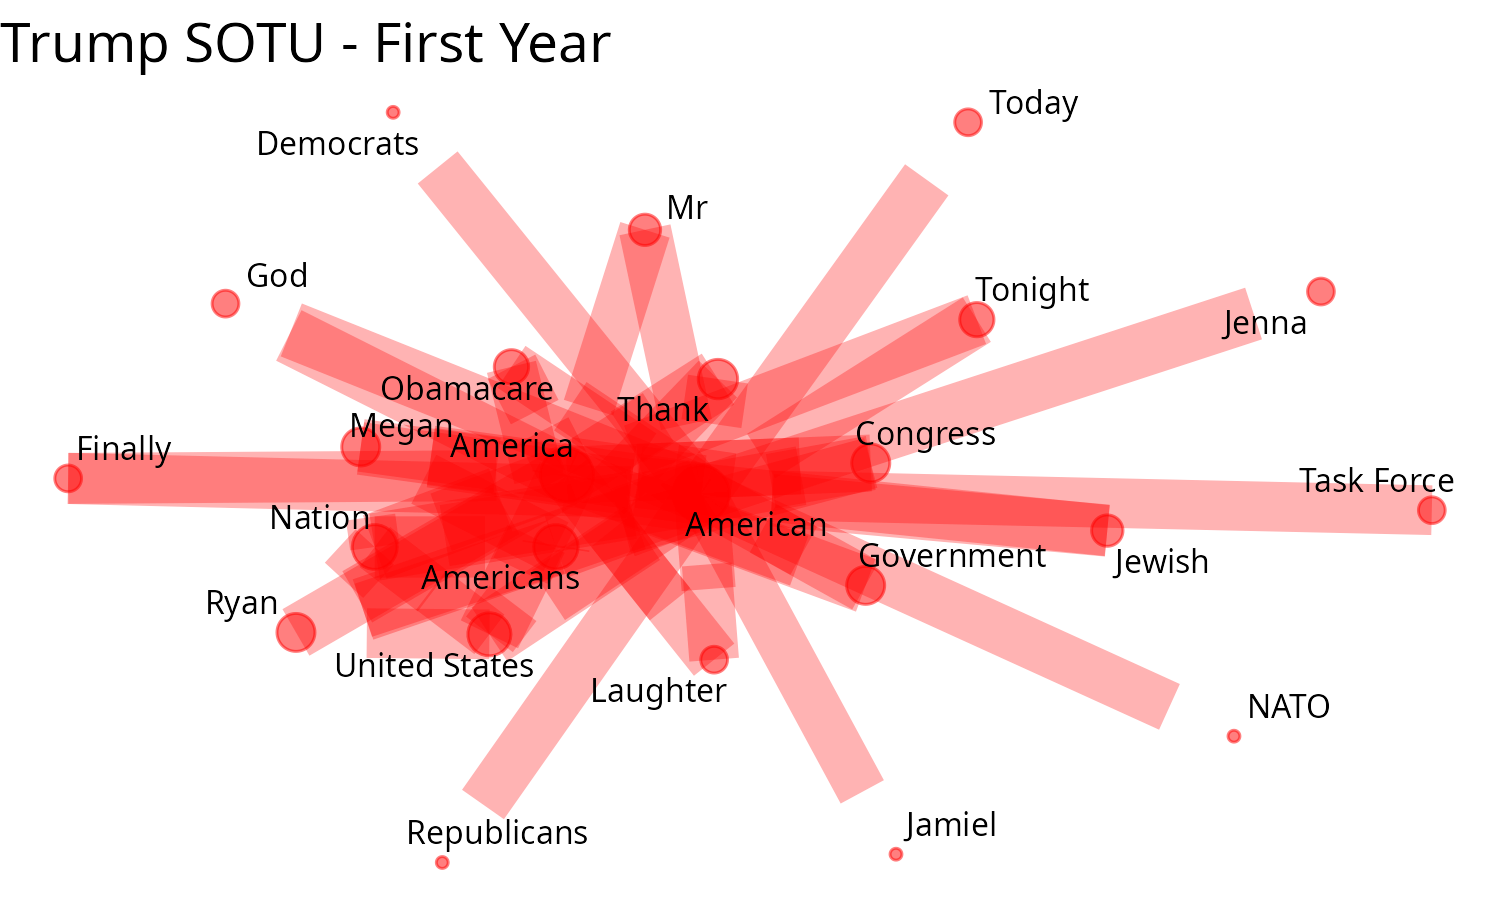 Trump SOTU - First Year
Today
Democrats
Mr
God
Tonight
Jenna
Obamacare
Thank
Megan
America
Congress
Finally
Task Force
Nation
American
Government
Jewish
Americans
Ryan
United States
Laughter
NATO
Jamiel
Republicans